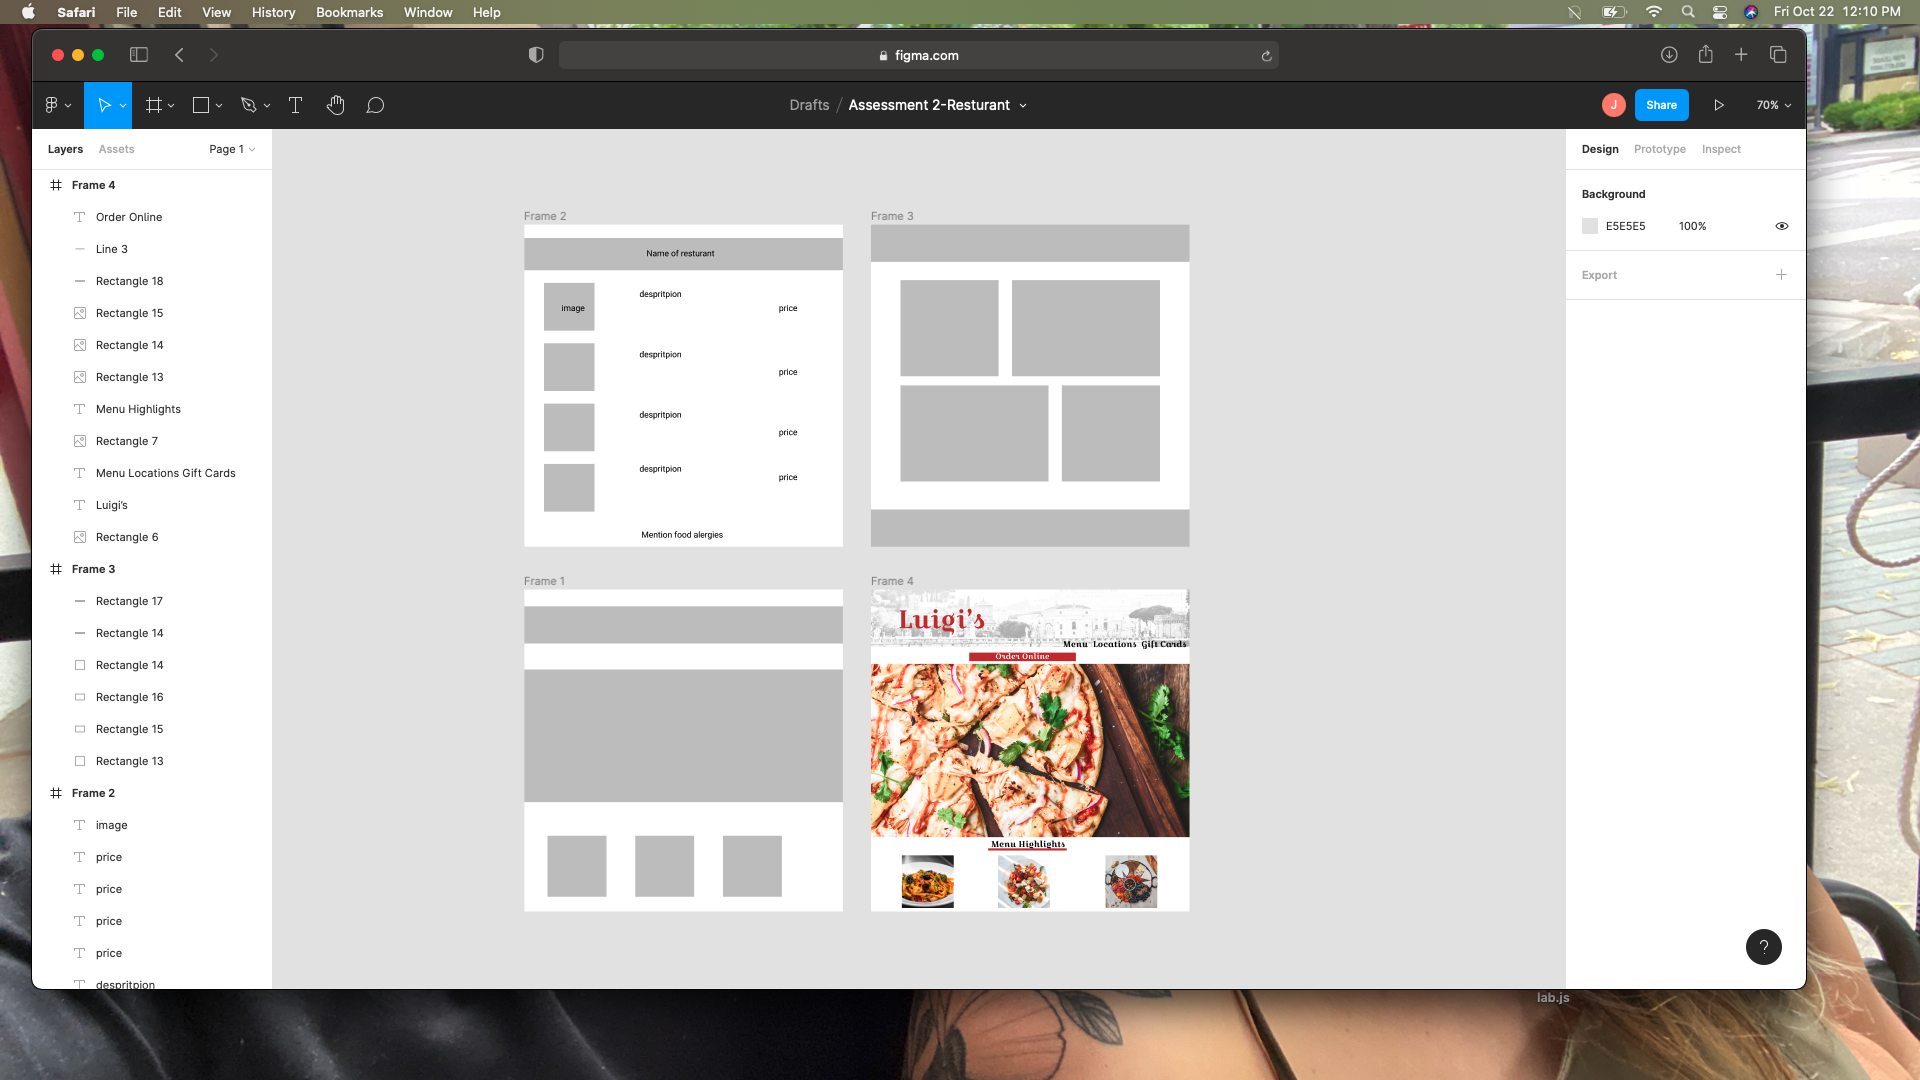 Safari File Edit View History Bookmarks Window Help
Fri Oct 22 12:10 PM
figma.com
Drafts / Assessment 2-Resturant
J
Share
70%
Layers Assets Page 1
Design Prototype Inspect
Frame 4
Order Online
Line 3
Rectangle 18
Rectangle 15
Rectangle 14
Rectangle 13
Menu Highlights
Rectangle 7
Menu Locations Gift Cards
Luigi's
Rectangle 6
Frame 3
Rectangle 17
Rectangle 14
Rectangle 14
Rectangle 16
Rectangle 15
Rectangle 13
Frame 2
image
price
price
price
price
despritpion
Frame 2
Name of resturant
image
despritpion
price
despritpion
price
despritpion
price
despritpion
price
Mention food alergies
Frame 3
Frame 1
Frame 4
Luigi's
Menu Locations Gift Cards
Order Online
Menu Highlights
Background
E5E5E5 100%
Export
?
lab.js